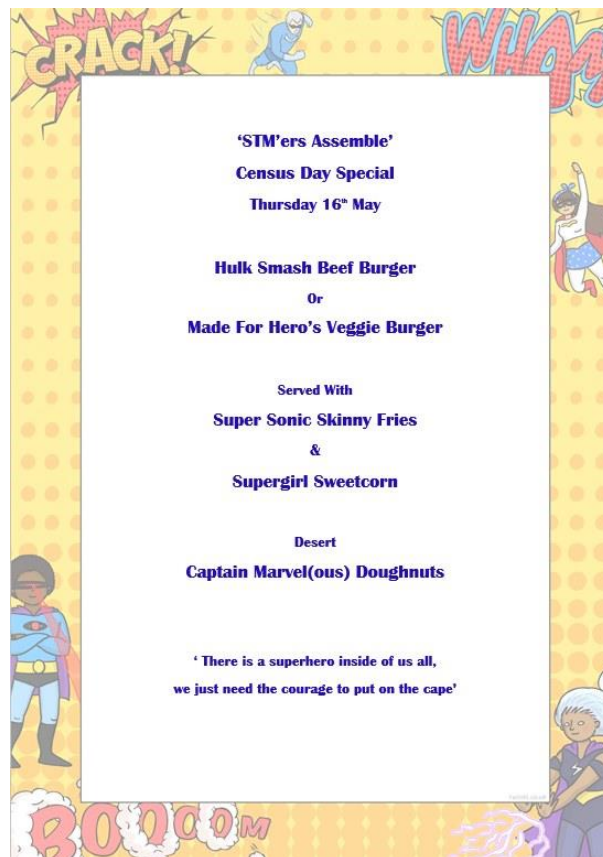 CRACK!
WHAM
‘STM’ers Assemble’
Census Day Special
Thursday 16th May
Hulk Smash Beef Burger
Or
Made For Hero’s Veggie Burger
Served With
Super Sonic Skinny Fries
&
Supergirl Sweetcorn
Desert
Captain Marvel(ous) Doughnuts
‘ There is a superhero inside of us all,
we just need the courage to put on the cape’
BOOOOM